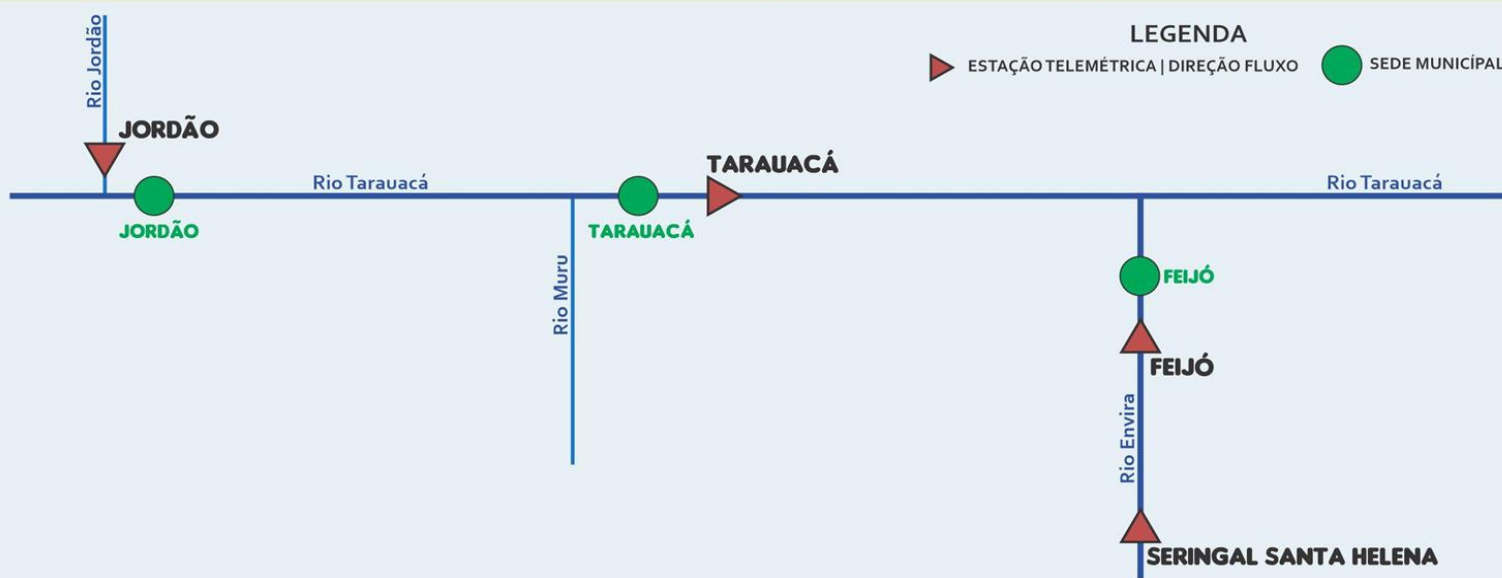 LEGENDA
ESTAÇÃO TELEMÉTRICA | DIREÇÃO FLUXO
SEDE MUNICÍPAL
Rio Jordão
JORDÃO
Rio Tarauacá
TARAUACÁ
Rio Tarauacá
JORDÃO
TARAUACÁ
Rio Muru
FEIJÓ
FEIJÓ
Rio Envira
SERINGAL SANTA HELENA